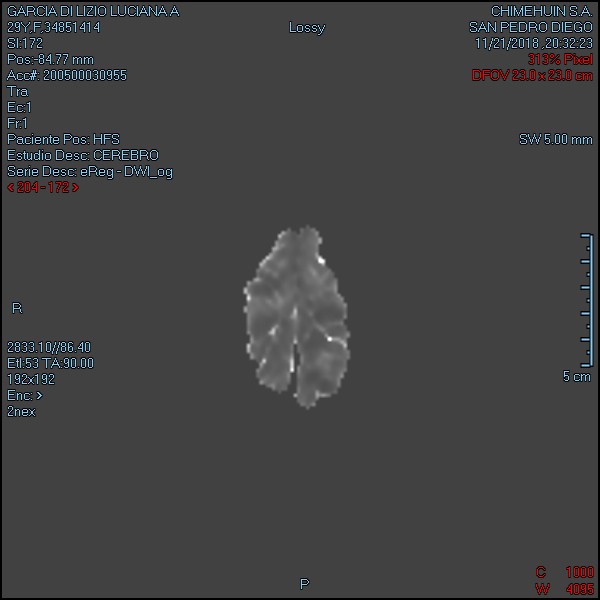 GARCIA DI LIZIO LUCIANA A
29Y,F,34851414
SI:172
Pos:-84.77 mm
Acc#: 200500030955
Tra
Ec:1
Fr:1
Paciente Pos: HFS
Estudio Desc: CEREBRO
Serie Desc: eReg - DWI_og
< 204 - 172 >
Lossy
CHIMEHUIN S.A.
SAN PEDRO DIEGO
11/21/2018 ,20:32:23
313% Pixel
DFOV 23.0 x 23.0 cm
SW 5.00 mm
R
5 cm
2833.10//86.40
Etl:53 TA:90.00
192x192
Enc: >
2nex
P
C 1000
W 4095